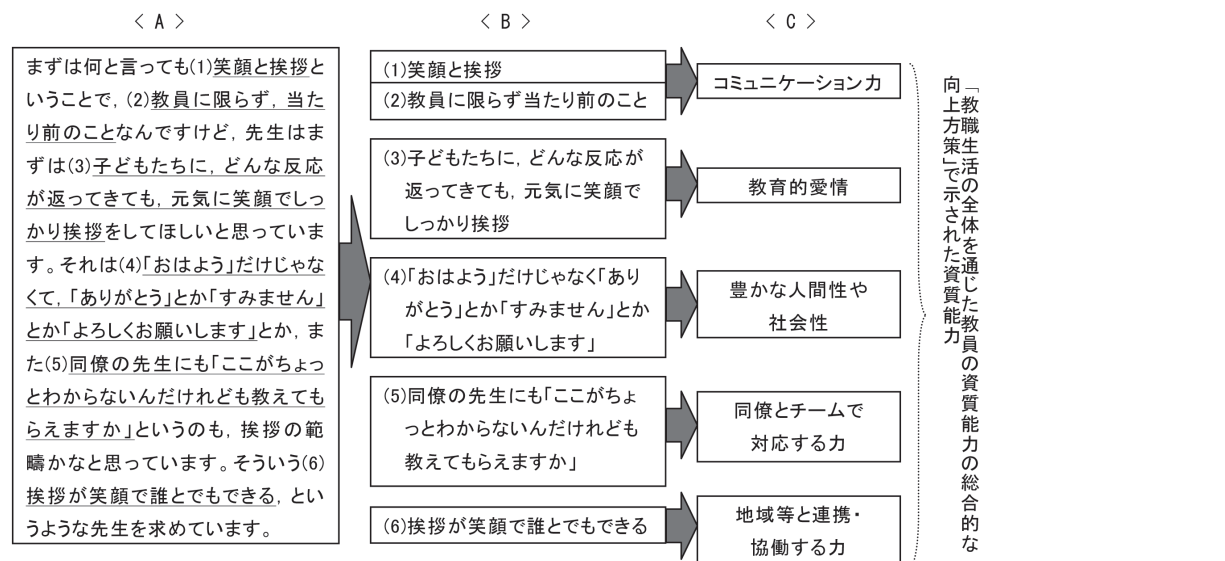 〈 A 〉
まずは何と言っても(1)笑顔と挨拶と
いうことで，(2)教員に限らず，当た
り前のことなんですけど，先生はま
ずは(3)子どもたちに，どんな反応
が返ってきても，元気に笑顔でしっ
かり挨拶をしてほしいと思っていま
す。それは(4)「おはよう」だけじゃな
くて，「ありがとう」とか「すみません」
とか「よろしくお願いします」とか，ま
た(5)同僚の先生にも「ここがちょっ
とわからないんだけれども教えても
らえますか」というのも，挨拶の範
疇かなと思っています。そういう(6)
挨拶が笑顔で誰とでもできる，とい
うような先生を求めています。
〈 B 〉
(1)笑顔と挨拶
(2)教員に限らず当たり前のこと
(3)子どもたちに，どんな反応が
返ってきても，元気に笑顔で
しっかり挨拶
(4)「おはよう」だけじゃなく「あり
がとう」とか「すみません」とか
「よろしくお願いします」
(5)同僚の先生にも「ここがちょ
っとわからないんだけれども
教えてもらえますか」
(6)挨拶が笑顔で誰とでもできる
〈 C 〉
コミュニケーション力
教育的愛情
豊かな人間性や
社会性
同僚とチームで
対応する力
地域等と連携・
協働する力
「教職生活の全体を通じた教員の資質能力の総合的な
向上方策」で示された資質能力